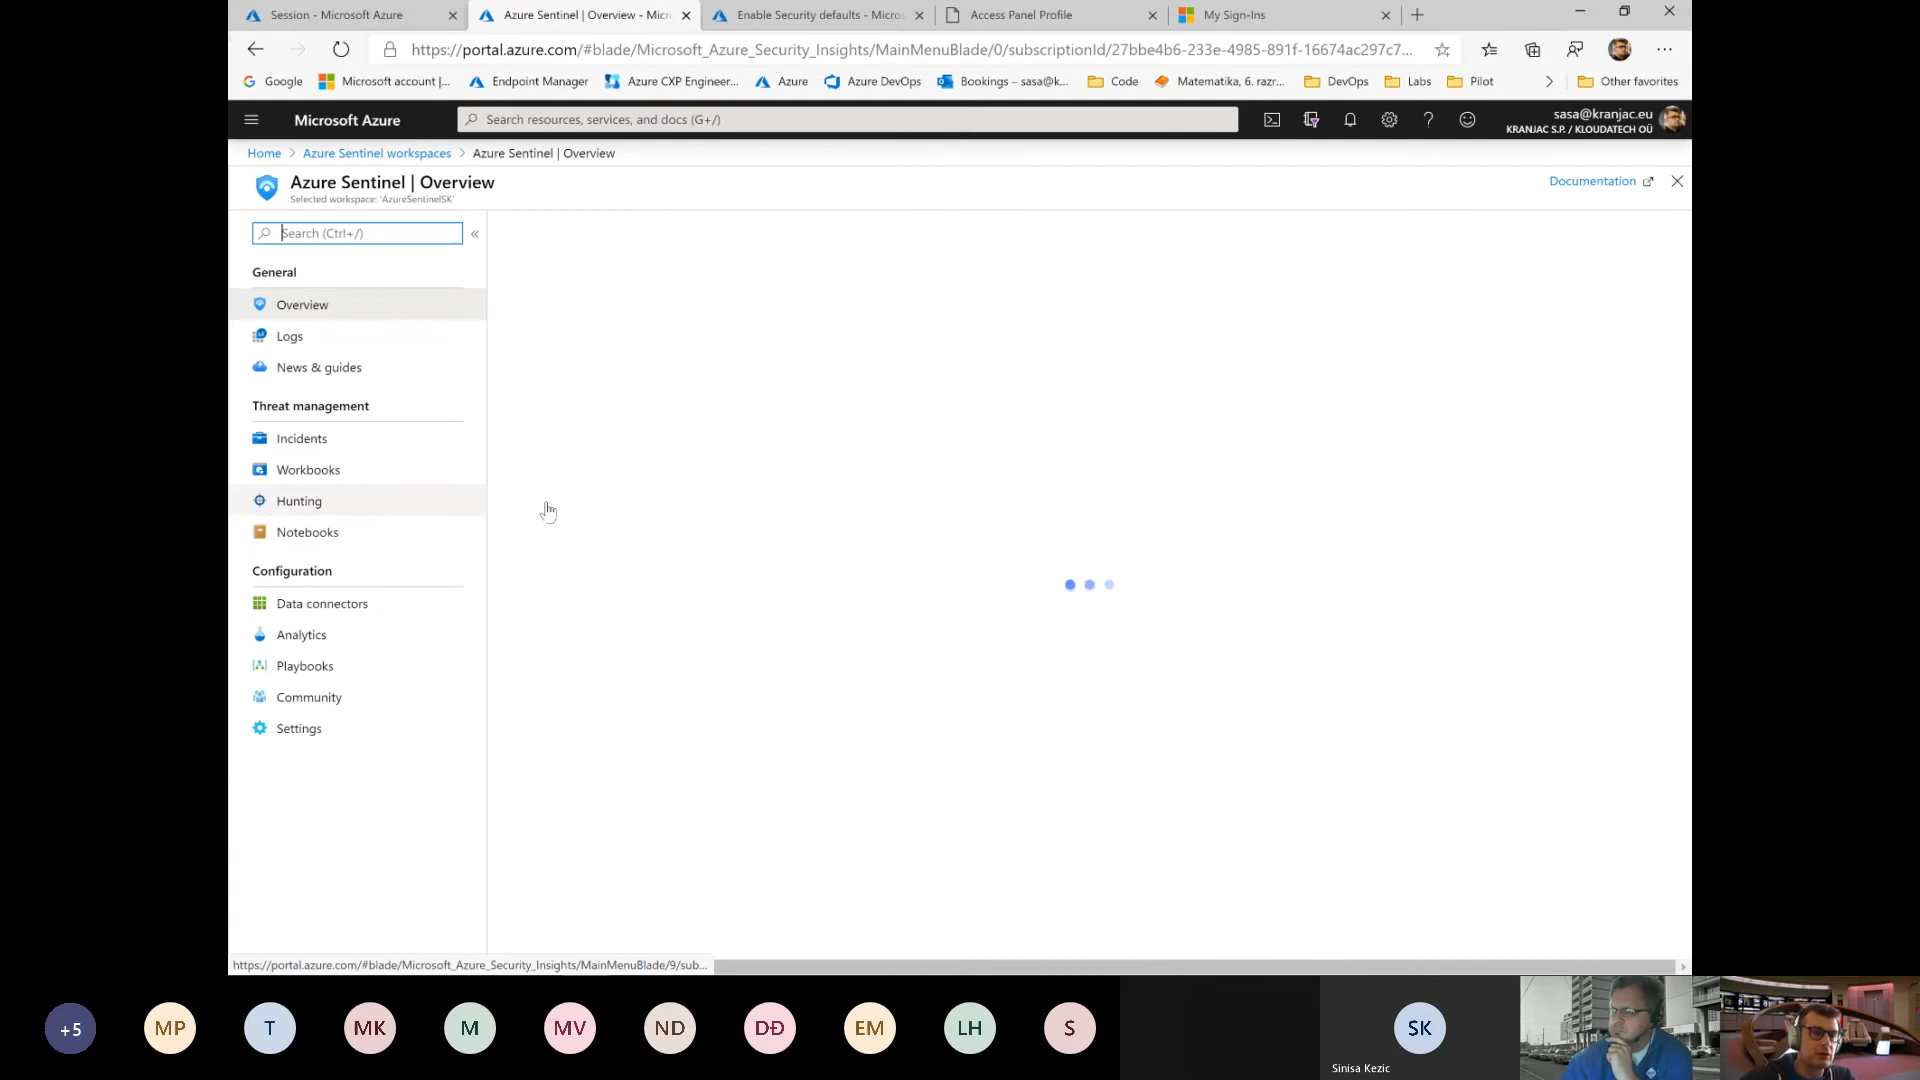 Session - Microsoft Azure
Azure Sentinel | Overview - Micr
Enable Security defaults - Micros
Access Panel Profile
My Sign-Ins
https://portal.azure.com/#blade/Microsoft_Azure_Security_Insights/MainMenuBlade/0/subscriptionId/27bbe4b6-233e-4985-891f-16674ac297c7...
Google
Microsoft account |...
Endpoint Manager
Azure CXP Engineer...
Azure
Azure DevOps
Bookings – sasa@k...
Code
Matematika, 6. razr...
DevOps
Labs
Pilot
Other favorites
Microsoft Azure
Search resources, services, and docs (G+/)
sasa@kranjac.eu
KRANJAC S.P. / KLOUDATECH OÜ
Home > Azure Sentinel workspaces > Azure Sentinel | Overview
Azure Sentinel | Overview
Selected workspace: 'AzureSentinelSK'
Documentation
Search (Ctrl+/)
General
Overview
Logs
News & guides
Threat management
Incidents
Workbooks
Hunting
Notebooks
Configuration
Data connectors
Analytics
Playbooks
Community
Settings
https://portal.azure.com/#blade/Microsoft_Azure_Security_Insights/MainMenuBlade/9/sub...
+5
MP
T
MK
M
MV
ND
DĐ
EM
LH
S
SK
Sinisa Kezic